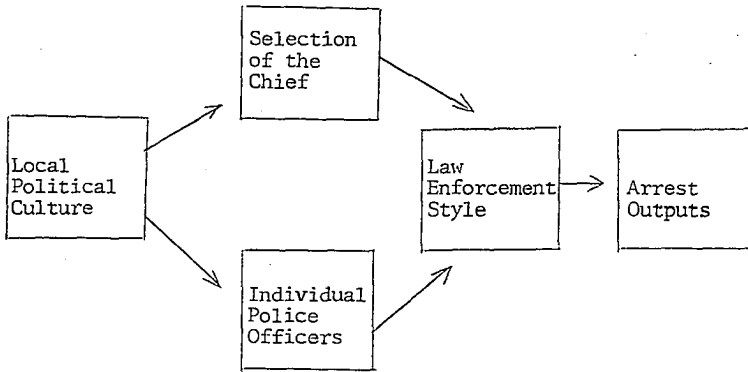 Selection
of the
Chief
Local
Political
Culture
Law
Enforcement
Style
Arrest
Outputs
Individual
Police
Officers